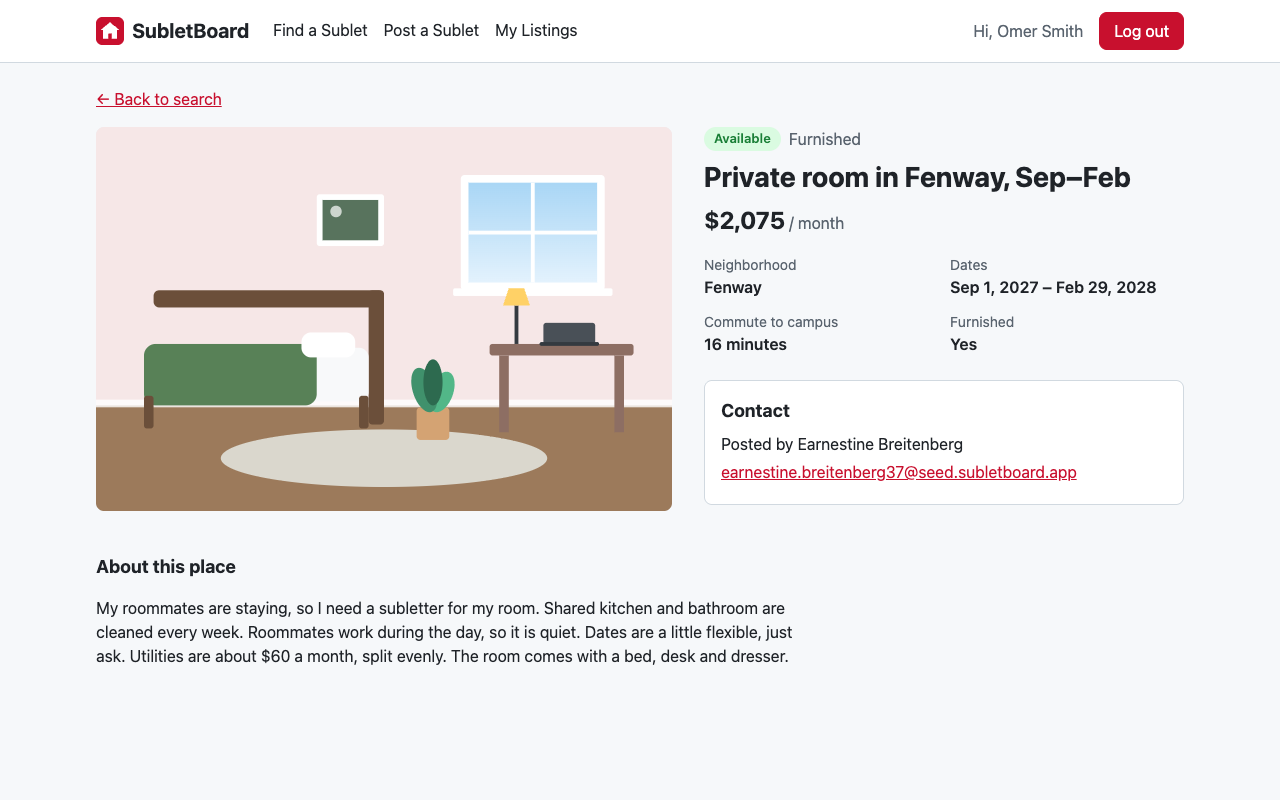 SubletBoard
Find a Sublet
Post a Sublet
My Listings
Hi, Omer Smith
Log out
← Back to search
Available
Furnished
Private room in Fenway, Sep–Feb
$2,075 / month
Neighborhood
Fenway
Dates
Sep 1, 2027 – Feb 29, 2028
Commute to campus
16 minutes
Furnished
Yes
Contact
Posted by Earnestine Breitenberg
earnestine.breitenberg37@seed.subletboard.app
About this place
My roommates are staying, so I need a subletter for my room. Shared kitchen and bathroom are
cleaned every week. Roommates work during the day, so it is quiet. Dates are a little flexible, just
ask. Utilities are about $60 a month, split evenly. The room comes with a bed, desk and dresser.